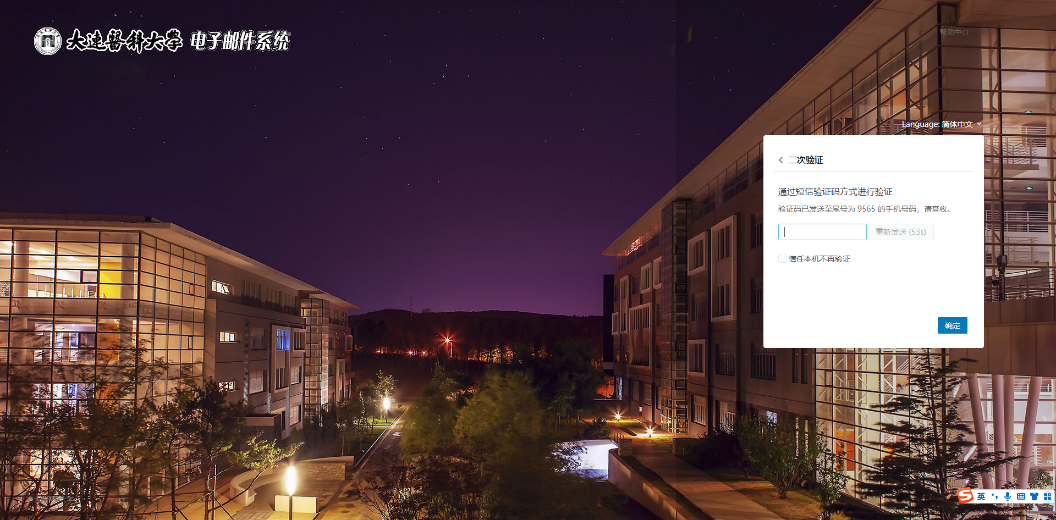 大连醫科大學 电子邮件系统
帮助中心
Language: 简体中文
二次验证
通过短信验证码方式进行验证
验证码已发送至尾号为 9565 的手机号码，请查收。
重新发送 (53s)
信任本机不再验证
确定
英